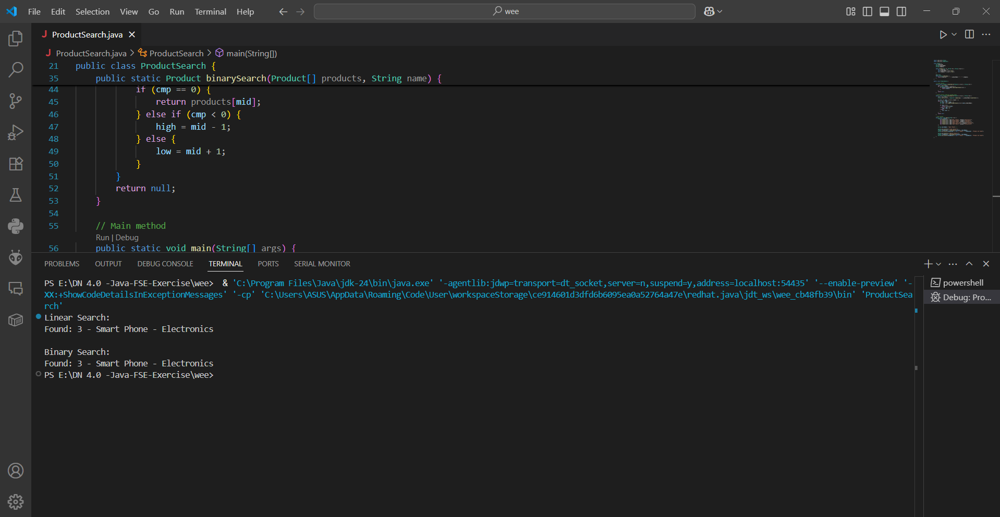 File Edit Selection View Go Run Terminal Help wee
ProductSearch.java
ProductSearch.java > ProductSearch > main(String[])
21 public class ProductSearch {
35 public static Product binarySearch(Product[] products, String name) {
44 if (cmp == 0) {
45 return products[mid];
46 } else if (cmp < 0) {
47 high = mid - 1;
48 } else {
49 low = mid + 1;
50 }
51 }
52 return null;
53 }
54
55 // Main method
Run | Debug
56 public static void main(String[] args) {
PROBLEMS OUTPUT DEBUG CONSOLE TERMINAL PORTS SERIAL MONITOR
PS E:\DN 4.0 -Java-FSE-Exercise\wee> & 'C:\Program Files\Java\jdk-24\bin\java.exe' '-agentlib:jdwp=transport=dt_socket,server=n,suspend=y,address=localhost:54435' '--enable-preview' '-
XX:+ShowCodeDetailsInExceptionMessages' '-cp' 'C:\Users\ASUS\AppData\Roaming\Code\User\workspaceStorage\ce914601d3dfd6b6095ea0a52764a47e\redhat.java\jdt_ws\wee_cb48fb39\bin' 'ProductSea
rch'
Linear Search:
Found: 3 - Smart Phone - Electronics
Binary Search:
Found: 3 - Smart Phone - Electronics
PS E:\DN 4.0 -Java-FSE-Exercise\wee>
powershell
Debug: Pro...